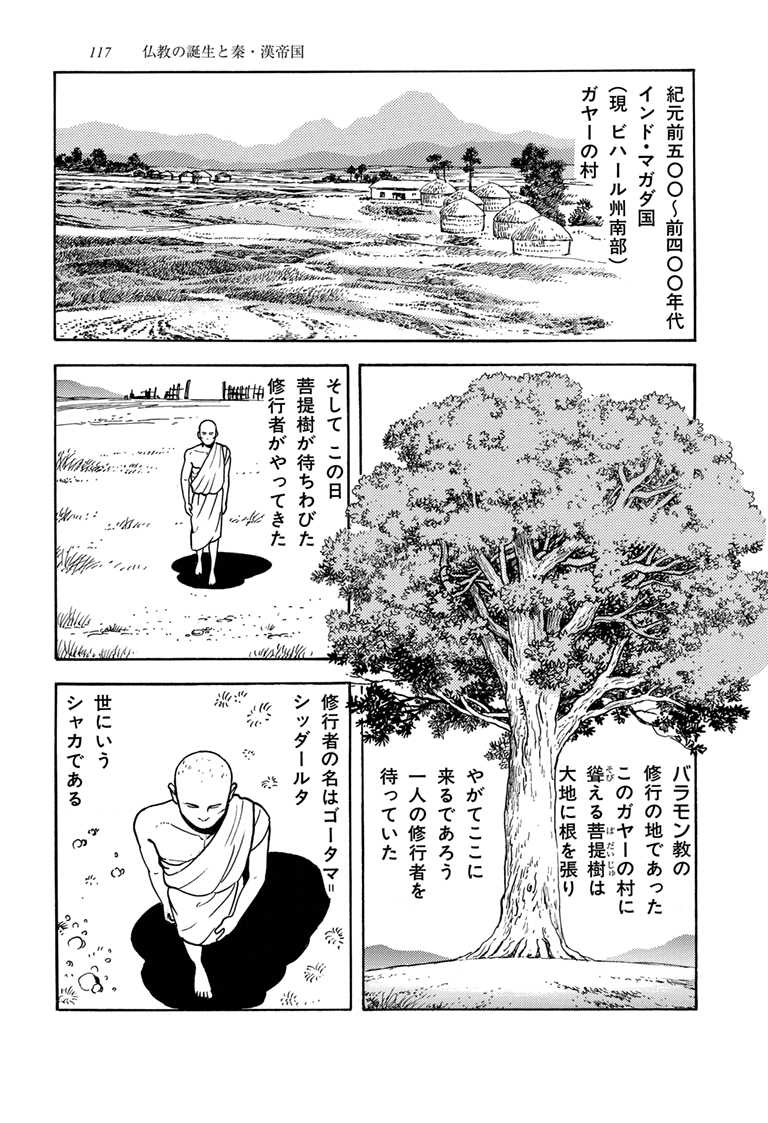 117 仏教の誕生と秦・漢帝国
紀元前五〇〇〜前四〇〇年代
インド・マガダ国
(現 ビハール州南部)
ガヤーの村
バラモン教の
修行の地であった
このガヤーの村に
聳える菩提樹は
大地に根を張り
やがてここに
来るであろう
一人の修行者を
待っていた
そして この日
菩提樹が待ちわびた
修行者がやってきた
修行者の名はゴータマ=
シッダールタ
世にいう
シャカである